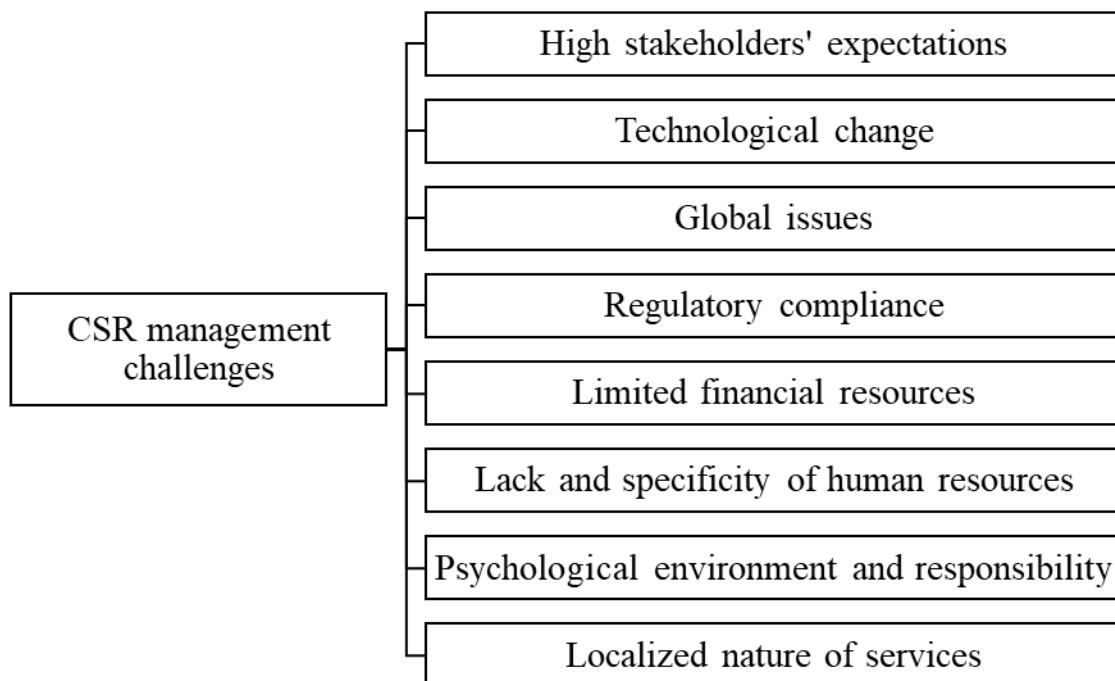 High stakeholders' expectations
Technological change
Global issues
Regulatory compliance
CSR management
challenges
Limited financial resources
Lack and specificity of human resources
Psychological environment and responsibility
Localized nature of services